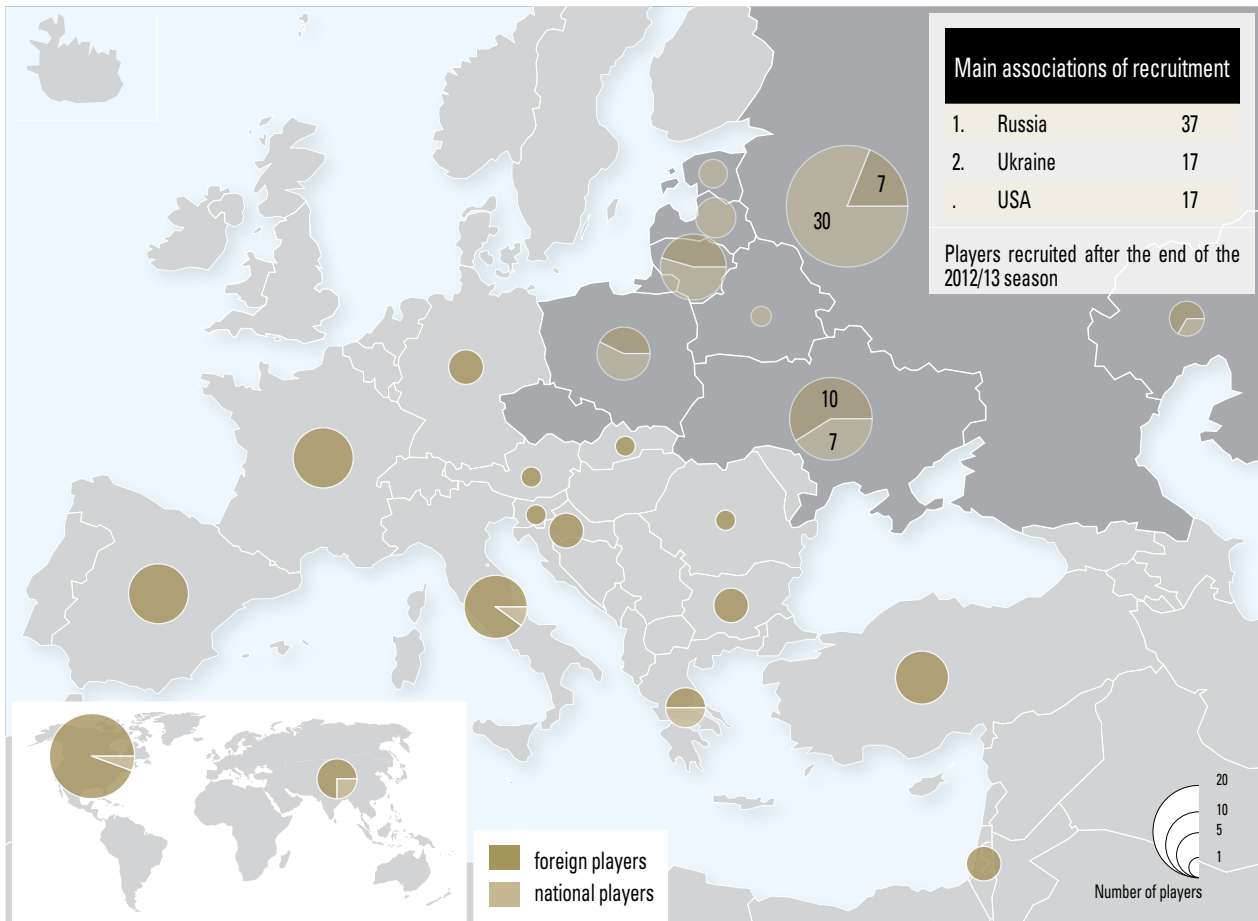 Main associations of recruitment
1. Russia 37
2. Ukraine 17
. USA 17
Players recruited after the end of the
2012/13 season
7
30
10
7
20
10
5
1
Number of players
foreign players
national players